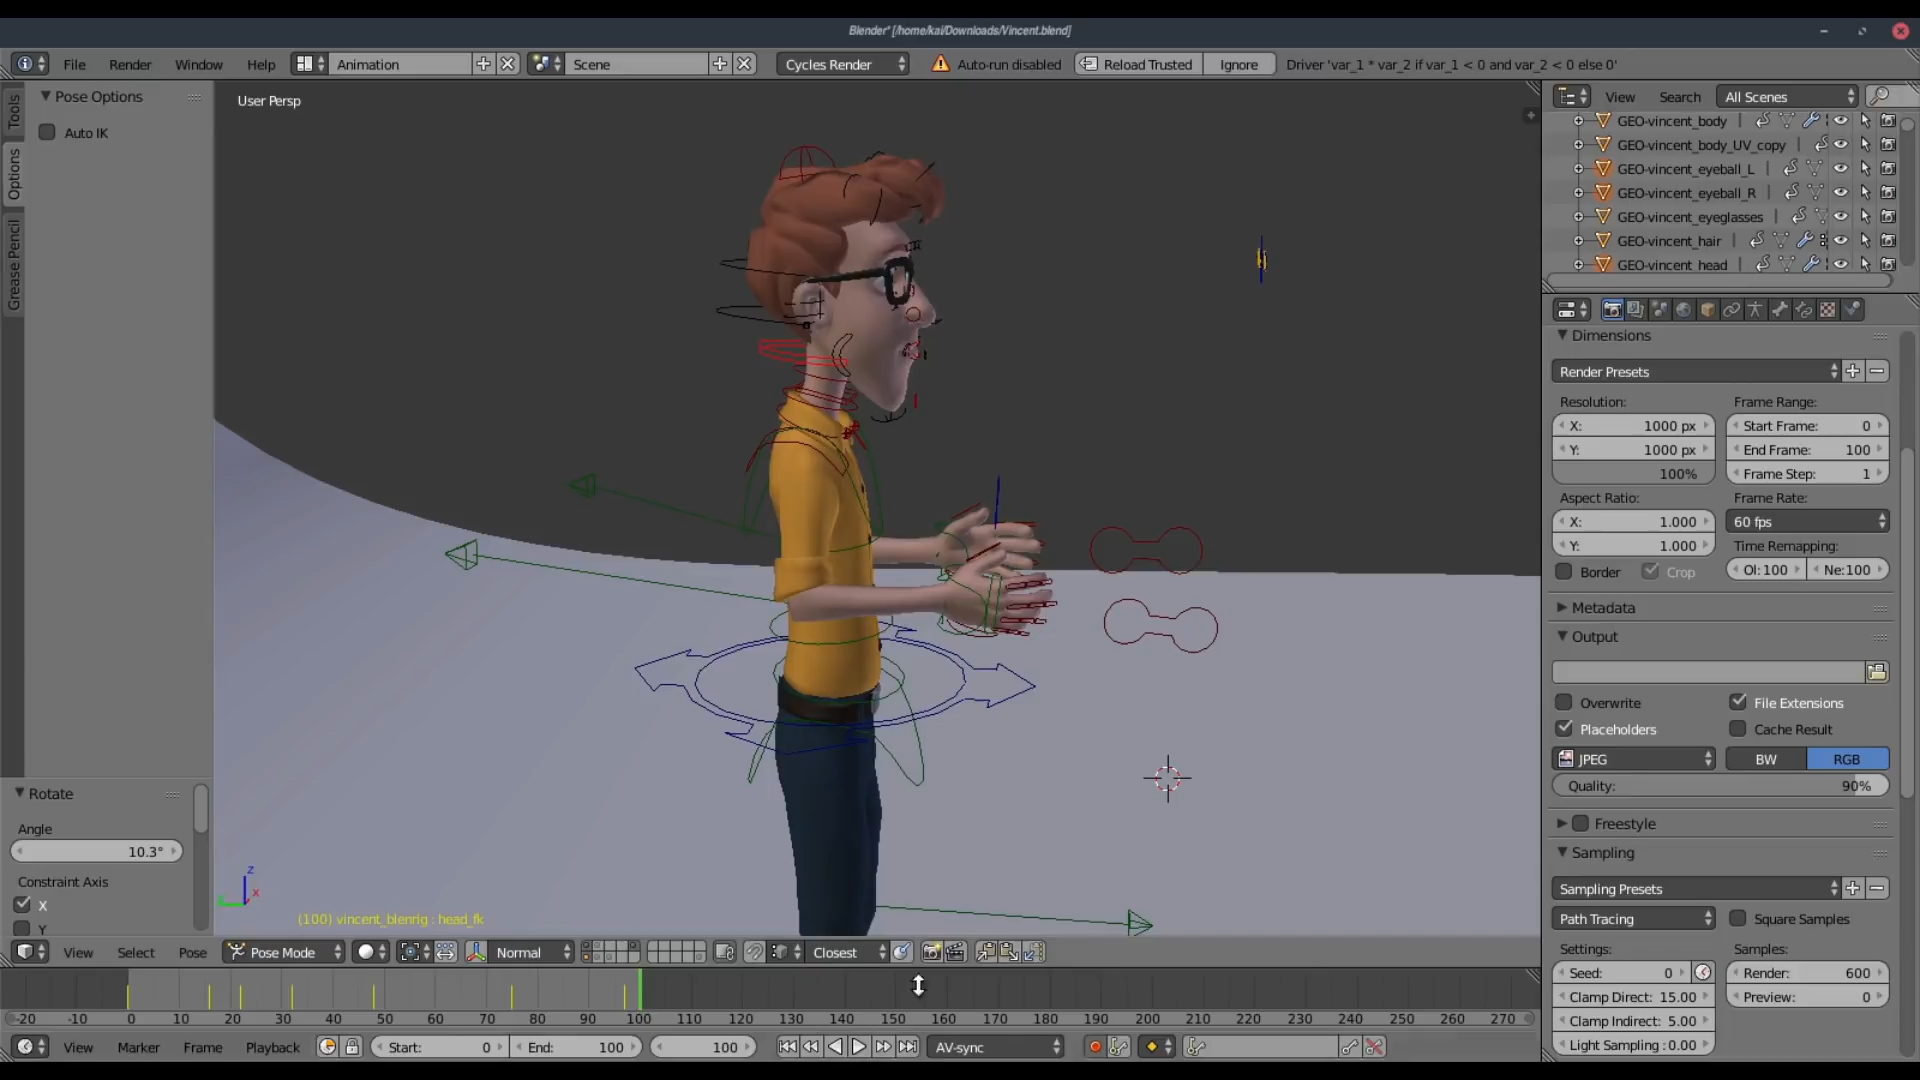 Blender* [/home/kai/Downloads/Vincent.blend]
File Render Window Help Animation Scene Cycles Render Auto-run disabled Reload Trusted Ignore Driver 'var_1 * var_2 if var_1 < 0 and var_2 < 0 else 0'
Tools
Options
Grease Pencil
Pose Options
Auto IK
User Persp
(100) vincent_blenrig : head_fk
Rotate
Angle
10.3°
Constraint Axis
X
Y
z
x
View Select Pose Pose Mode Normal Closest
-20 -10 0 10 20 30 40 50 60 70 80 90 100 110 120 130 140 150 160 170 180 190 200 210 220 230 240 250 260 270
View Marker Frame Playback Start: 0 End: 100 100 AV-sync
View Search All Scenes
GEO-vincent_body
GEO-vincent_body_UV_copy
GEO-vincent_eyeball_L
GEO-vincent_eyeball_R
GEO-vincent_eyeglasses
GEO-vincent_hair
GEO-vincent_head
Dimensions
Render Presets
Resolution: Frame Range:
X: 1000 px Start Frame: 0
Y: 1000 px End Frame: 100
100% Frame Step: 1
Aspect Ratio: Frame Rate:
X: 1.000 60 fps
Y: 1.000 Time Remapping:
Border Crop Ol:100 Ne:100
Metadata
Output
Overwrite File Extensions
Placeholders Cache Result
JPEG BW RGB
Quality: 90%
Freestyle
Sampling
Sampling Presets
Path Tracing Square Samples
Settings: Samples:
Seed: 0 Render: 600
Clamp Direct: 15.00 Preview: 0
Clamp Indirect: 5.00
Light Sampling: 0.00